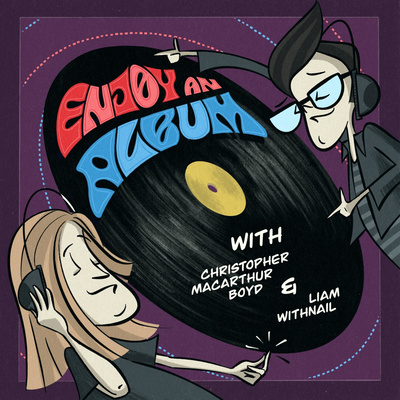 ENJOY AN
ALBUM
WITH
CHRISTOPHER
MACARTHUR
BOYD
&
LIAM
WITHNAIL